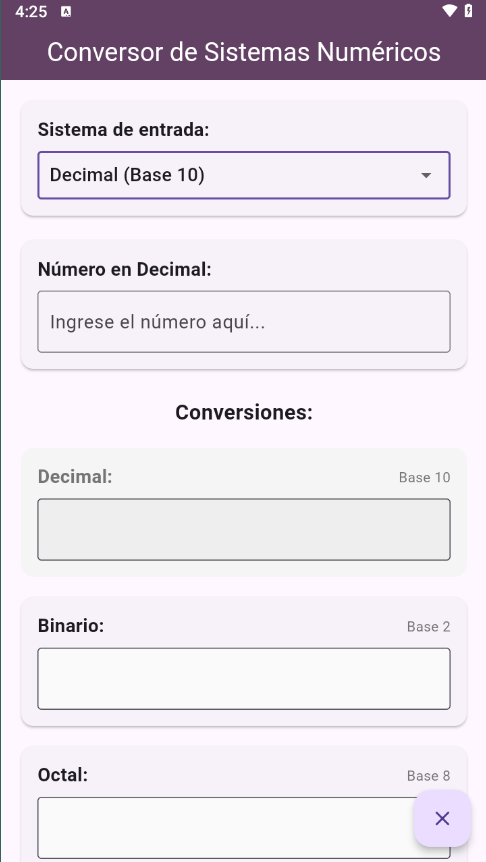 4:25
Conversor de Sistemas Numéricos
Sistema de entrada:
Decimal (Base 10)
Número en Decimal:
Ingrese el número aquí...
Conversiones:
Decimal: Base 10
Binario: Base 2
Octal: Base 8